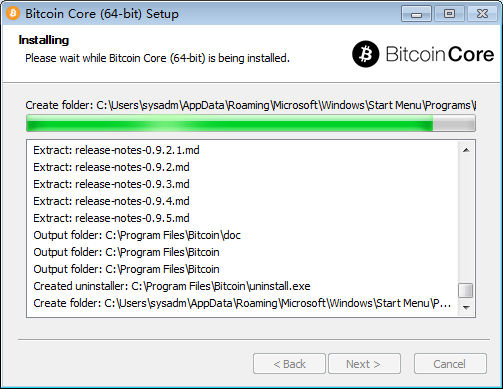 Bitcoin Core (64-bit) Setup
Installing
Please wait while Bitcoin Core (64-bit) is being installed.
BitcoinCore
Create folder: C:\Users\sysadm\AppData\Roaming\Microsoft\Windows\Start Menu\Programs\
Extract: release-notes-0.9.2.1.md
Extract: release-notes-0.9.2.md
Extract: release-notes-0.9.3.md
Extract: release-notes-0.9.4.md
Extract: release-notes-0.9.5.md
Output folder: C:\Program Files\Bitcoin\doc
Output folder: C:\Program Files\Bitcoin
Output folder: C:\Program Files\Bitcoin
Created uninstaller: C:\Program Files\Bitcoin\uninstall.exe
Create folder: C:\Users\sysadm\AppData\Roaming\Microsoft\Windows\Start Menu\P...
< Back
Next >
Cancel